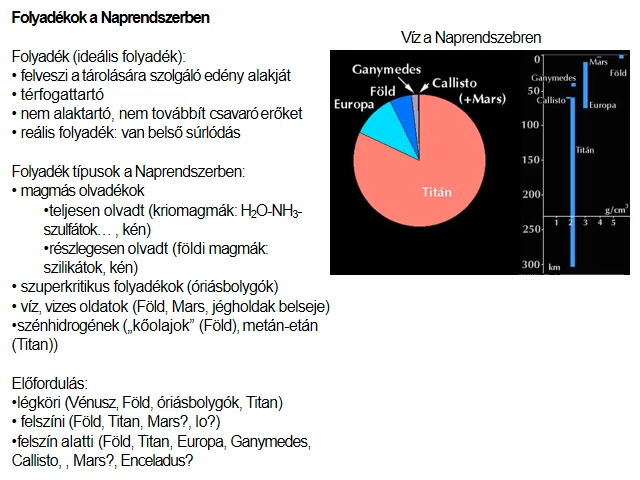 Folyadékok a Naprendszerben
Folyadék (ideális folyadék):
• felveszi a tárolására szolgáló edény alakját
• térfogattartó
• nem alaktartó, nem továbbít csavaró erőket
• reális folyadék: van belső súrlódás
Folyadék típusok a Naprendszerben:
• magmás olvadékok
•teljesen olvadt (kriomagmák: H₂O-NH₃-
szulfátok… , kén)
•részlegesen olvadt (földi magmák:
szilikátok, kén)
• szuperkritikus folyadékok (óriásbolygók)
• víz, vizes oldatok (Föld, Mars, jégholdak belseje)
•szénhidrogének („kőolajok” (Föld), metán-etán
(Titan))
Előfordulás:
•légköri (Vénusz, Föld, óriásbolygók, Titan)
• felszíni (Föld, Titan, Mars?, Io?)
•felszín alatti (Föld, Titan, Europa, Ganymedes,
Callisto, , Mars?, Enceladus?
Víz a Naprendszebren
Ganymedes
Callisto
(+Mars)
Föld
Europa
Titán
0
50
100
150
200
250
300
km
Mars
Föld
Ganymedes
Callisto
Europa
Titán
g/cm³
1 2 3 4 5